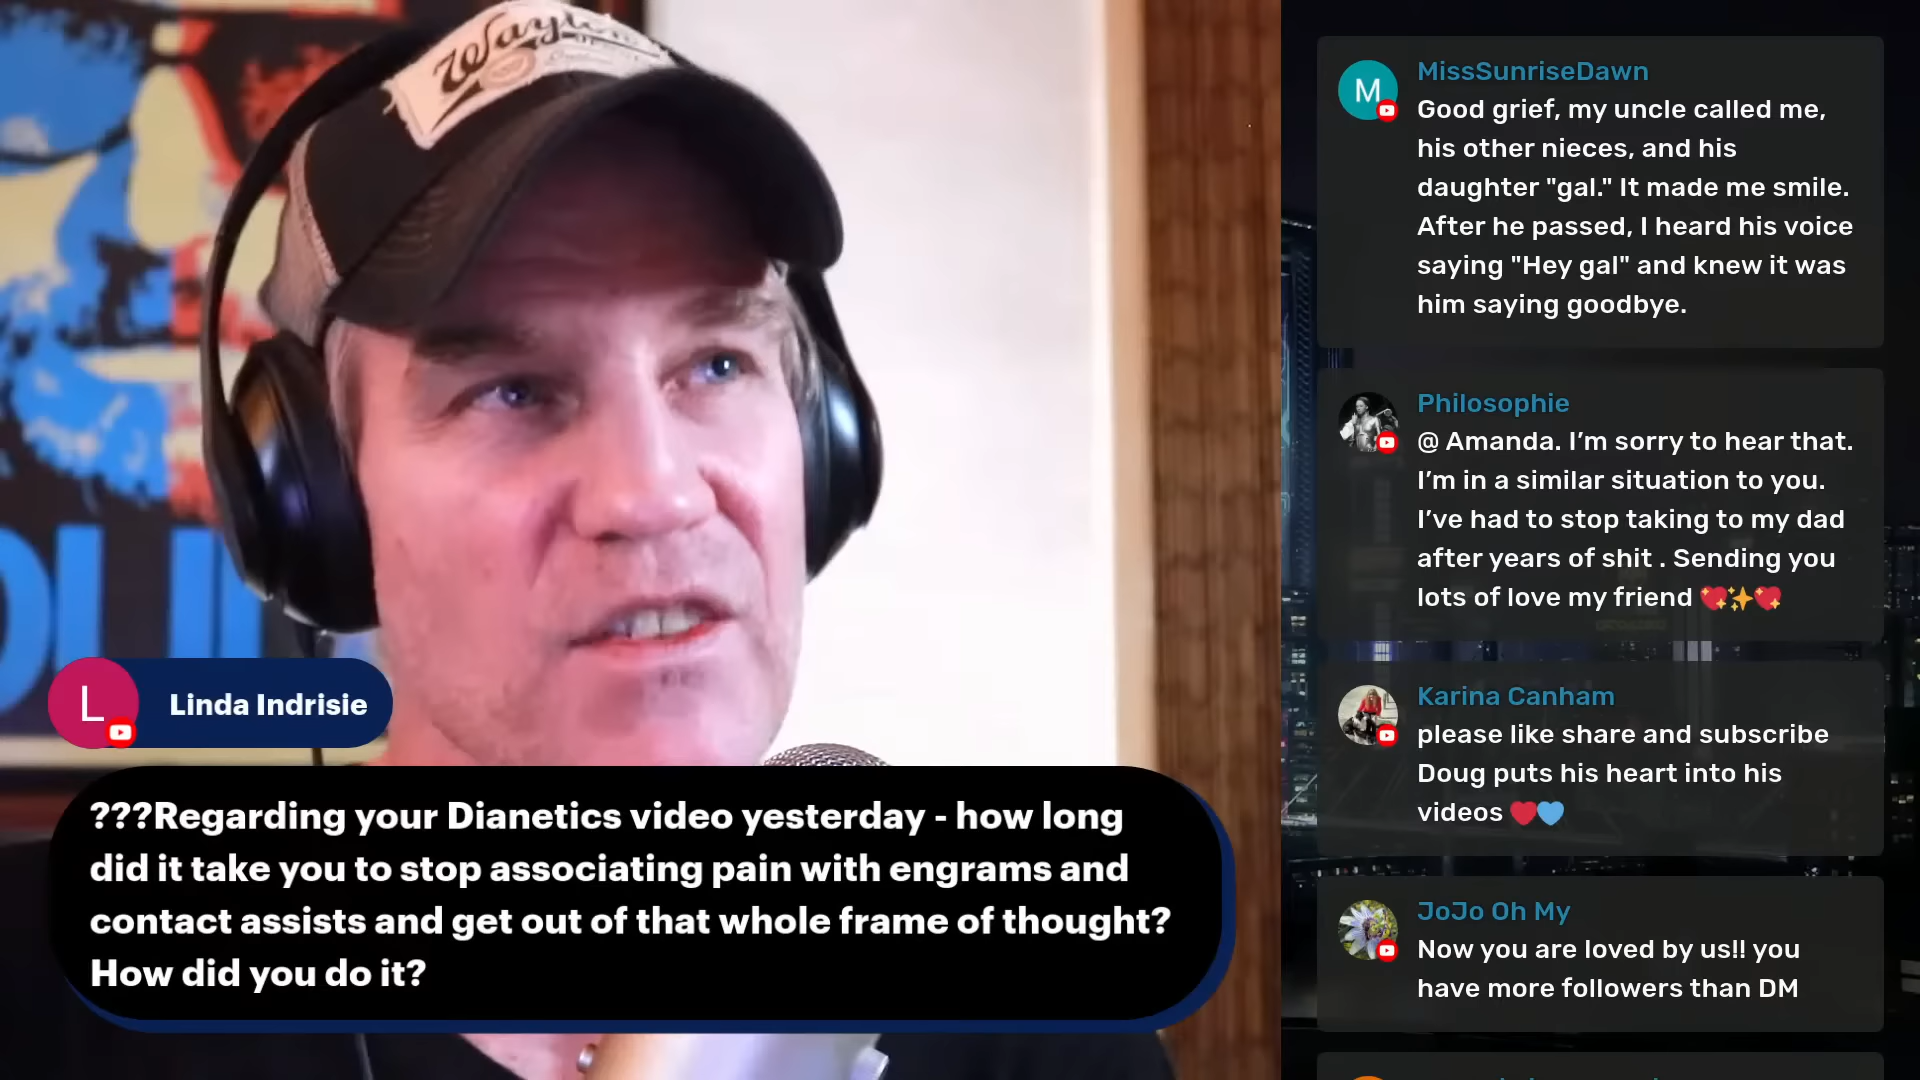 Waylon
OLII
L
Linda Indrisie
???Regarding your Dianetics video yesterday - how long
did it take you to stop associating pain with engrams and
contact assists and get out of that whole frame of thought?
How did you do it?
M
MissSunriseDawn
Good grief, my uncle called me,
his other nieces, and his
daughter "gal." It made me smile.
After he passed, I heard his voice
saying "Hey gal" and knew it was
him saying goodbye.
Philosophie
@ Amanda. I’m sorry to hear that.
I’m in a similar situation to you.
I’ve had to stop taking to my dad
after years of shit . Sending you
lots of love my friend 💖✨💖
Karina Canham
please like share and subscribe
Doug puts his heart into his
videos ❤️💙
JoJo Oh My
Now you are loved by us!! you
have more followers than DM